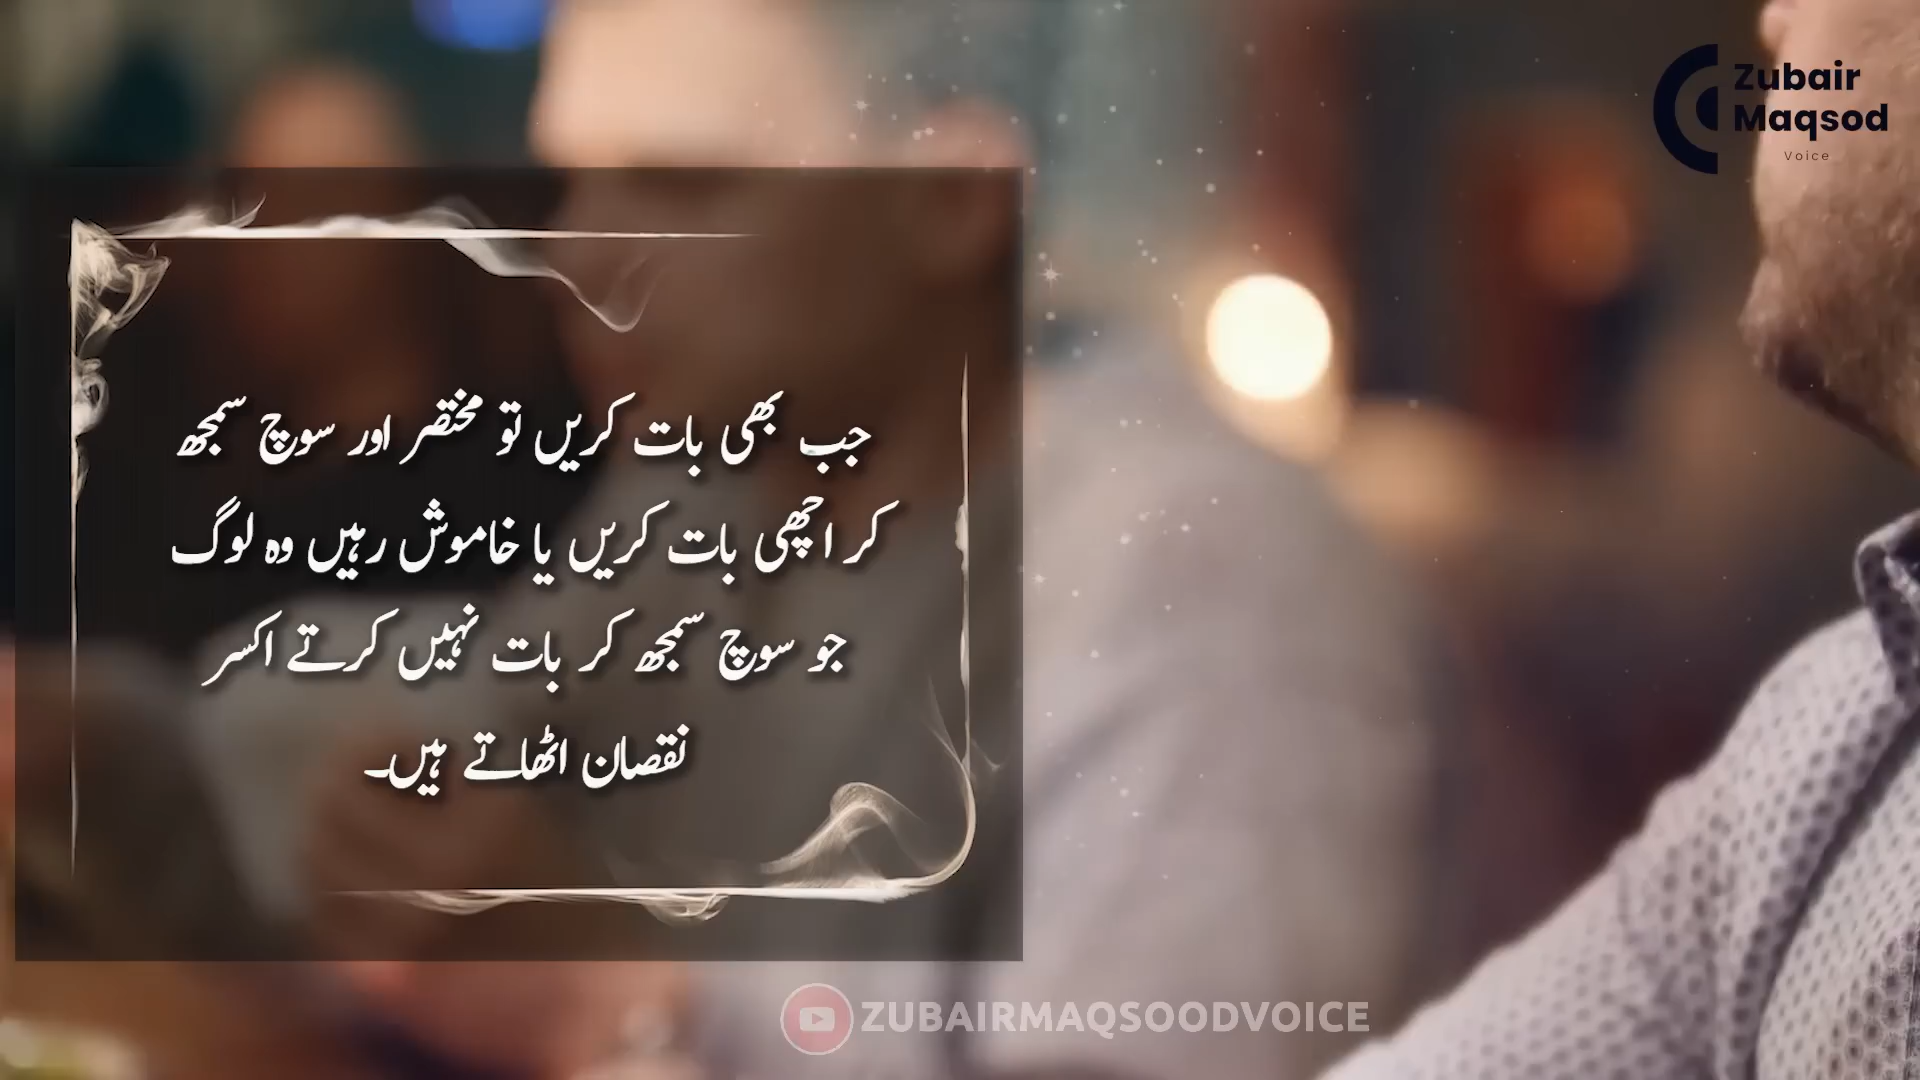 Zubair
Maqsod
Voice
جب بھی بات کریں تو مختصر اور سوچ سمجھ
کر اچھی بات کریں یا خاموش رہیں وہ لوگ
جو سوچ سمجھ کر بات نہیں کرتے اکسر
نقصان اٹھاتے ہیں۔
ZUBAIRMAQSOODVOICE